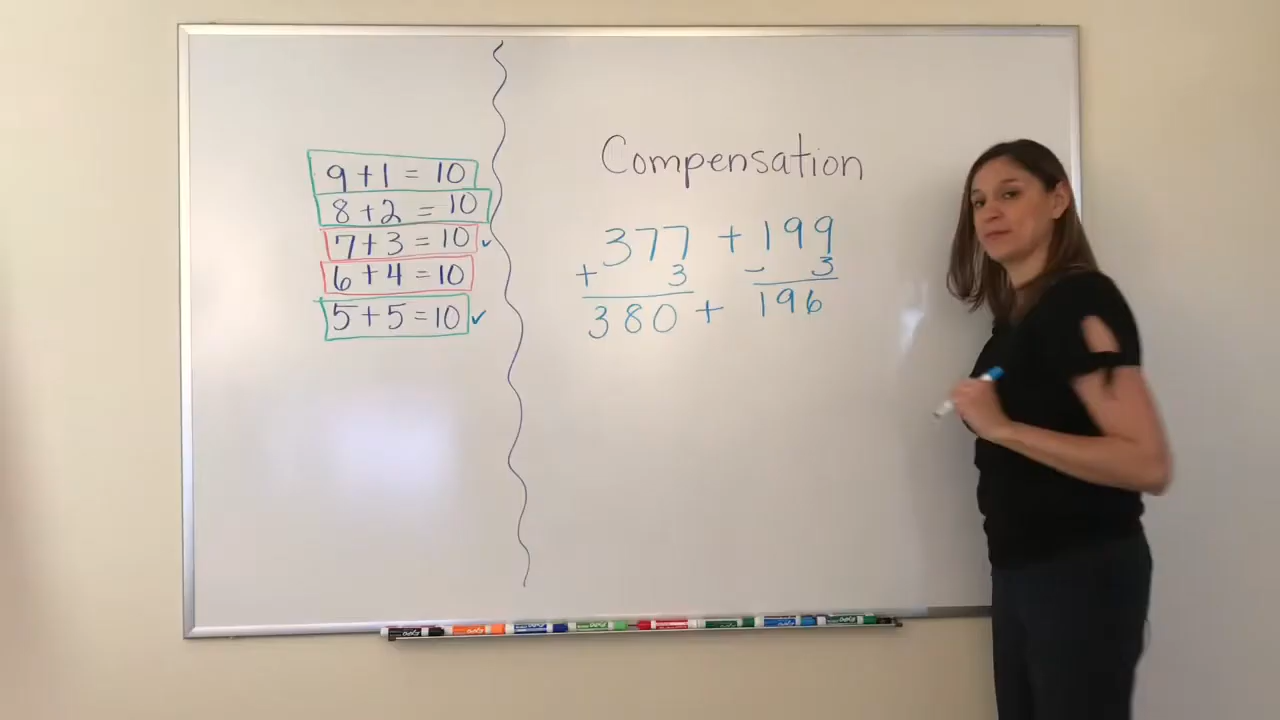 9+1=10
8+2=10
7+3=10 ✓
6+4=10
5+5=10 ✓
Compensation
377 + 199
+ 3 - 3
380 + 196